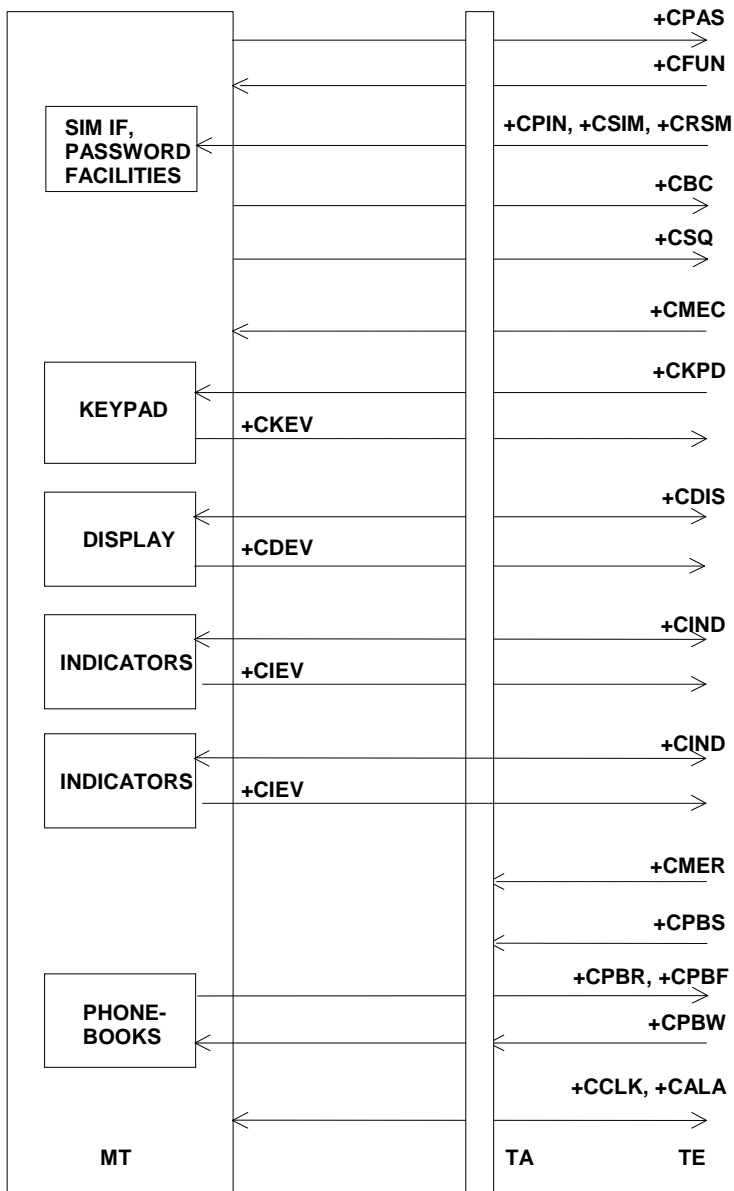 +CPAS
+CFUN
SIM IF,
PASSWORD
FACILITIES
+CPIN, +CSIM, +CRSM
+CBC
+CSQ
+CMEC
+CKPD
KEYPAD
+CKEV
+CDIS
DISPLAY
+CDEV
+CIND
INDICATORS
+CIEV
+CIND
INDICATORS
+CIEV
+CMER
+CPBS
+CPBR, +CPBF
PHONE-
BOOKS
+CPBW
+CCLK, +CALA
MT TA TE